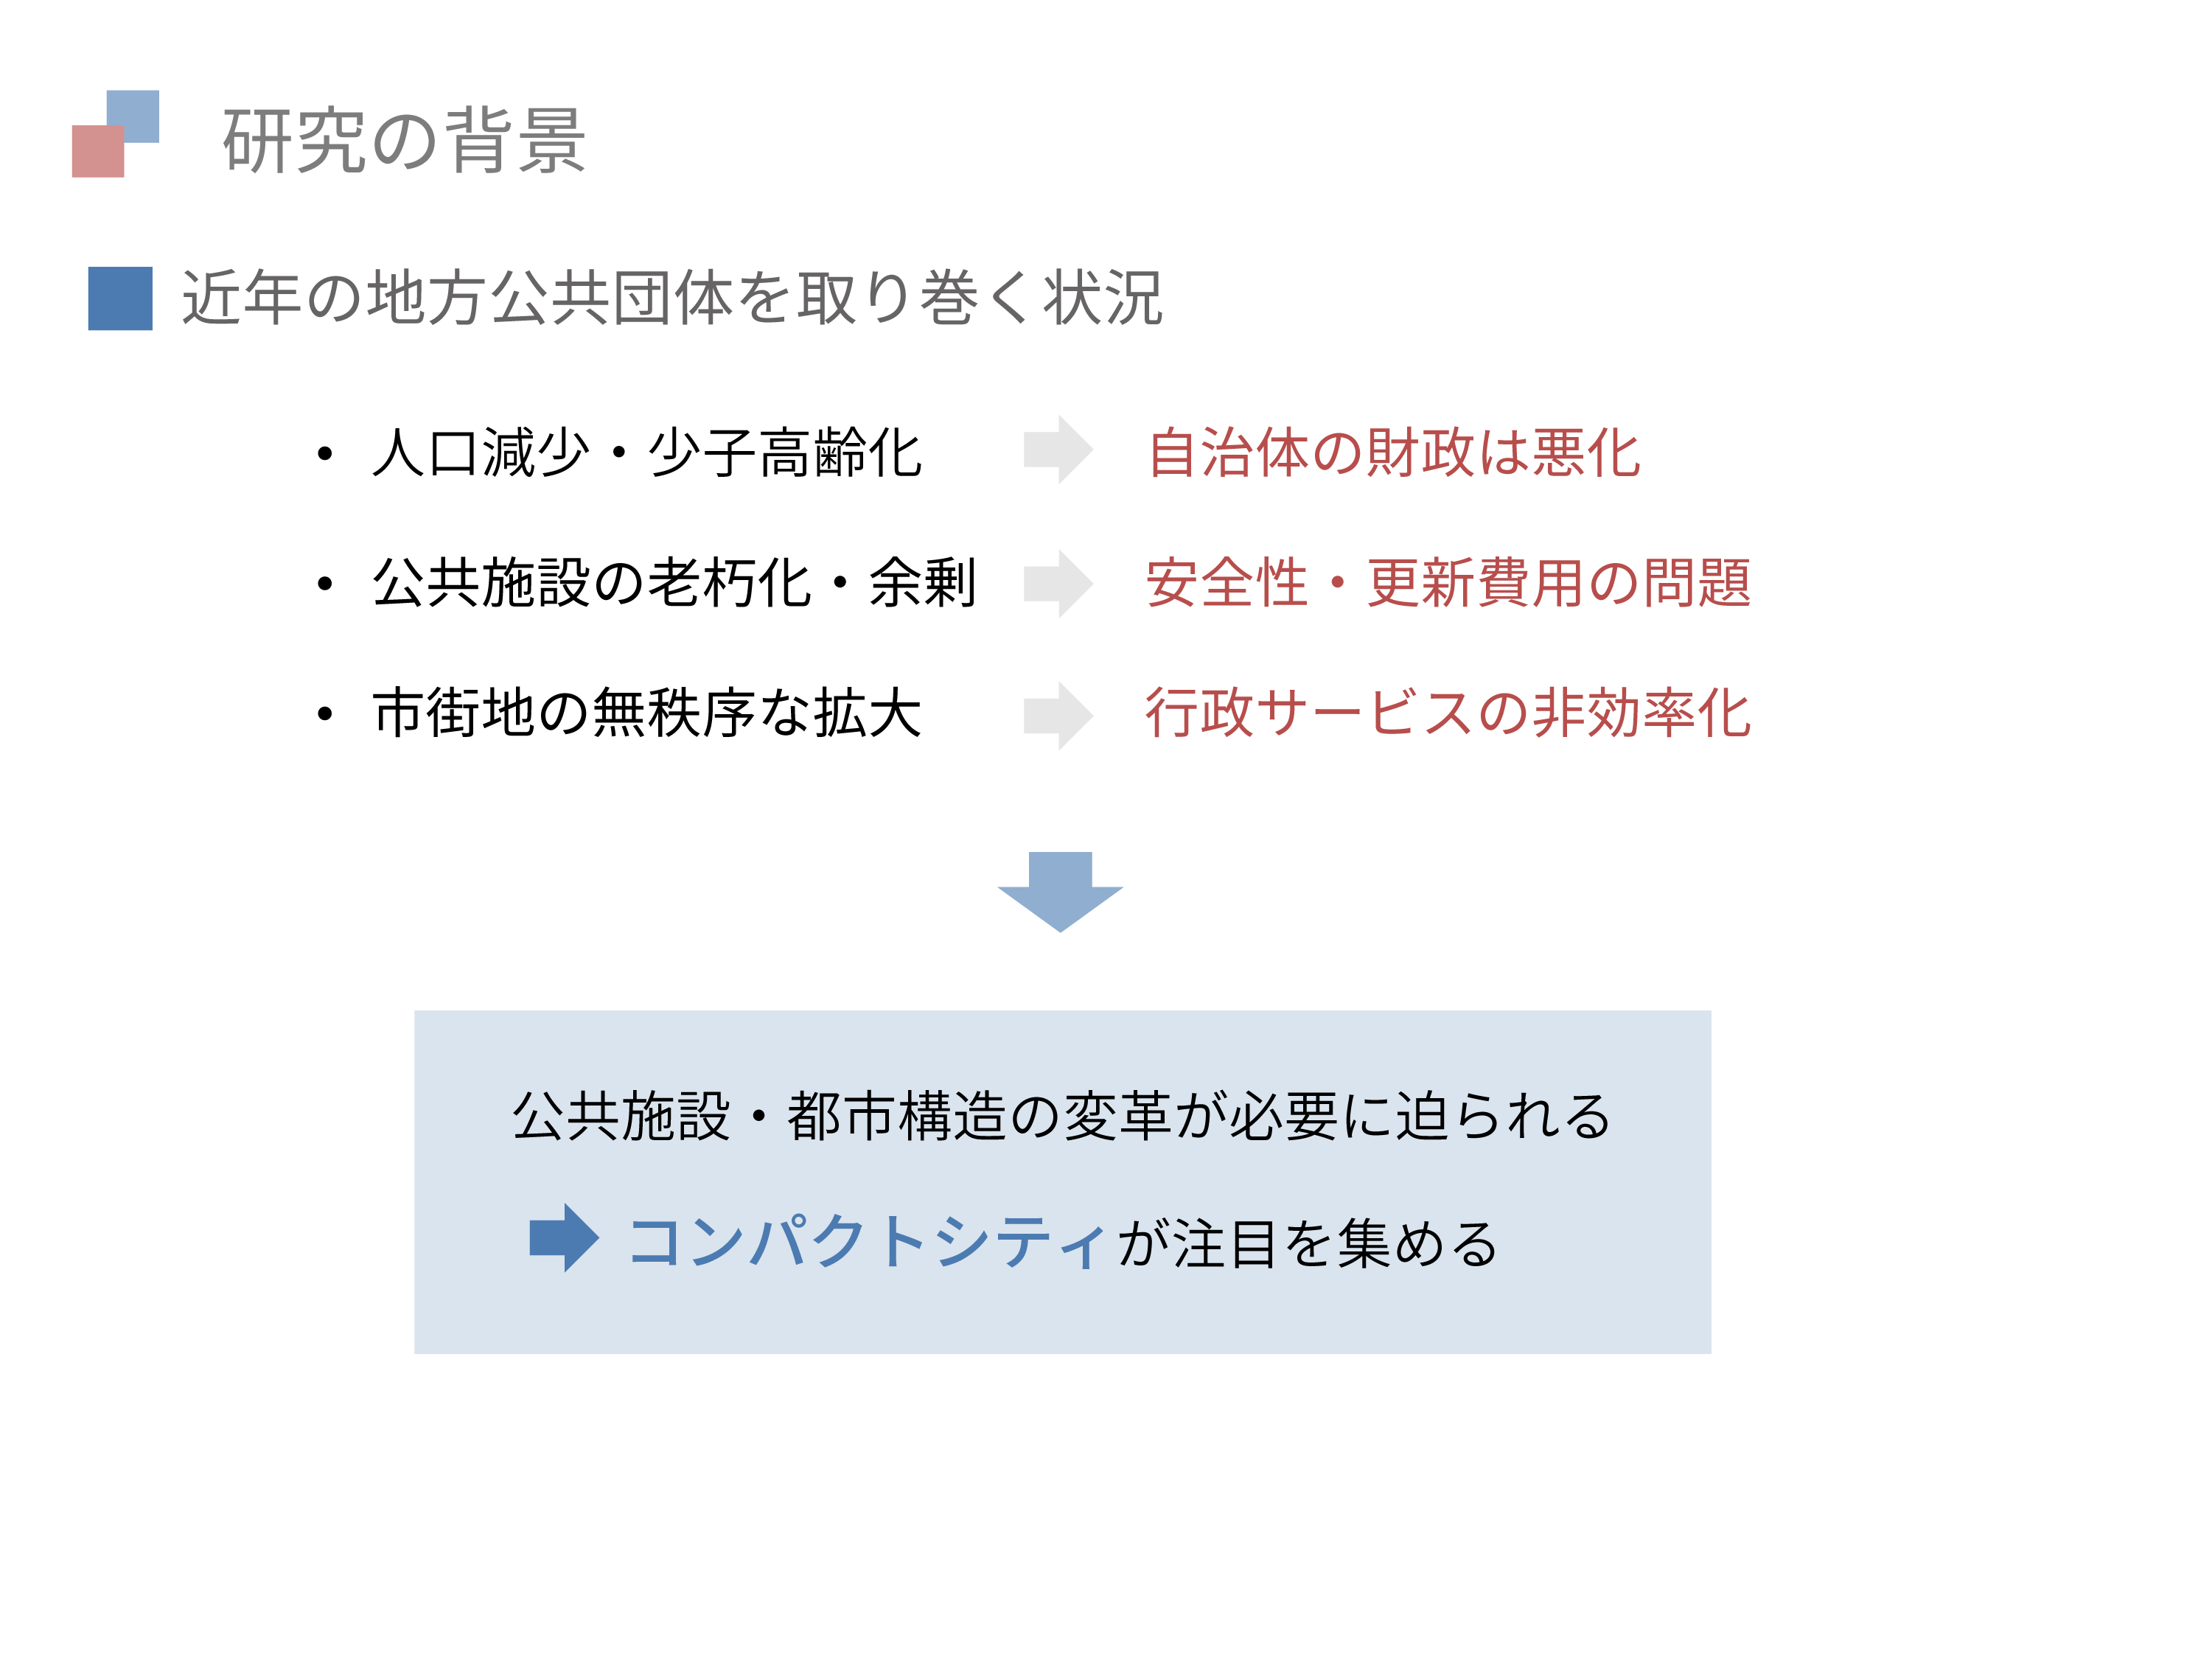 研究の背景
近年の地方公共団体を取り巻く状況
• 人口減少・少子高齢化
自治体の財政は悪化
• 公共施設の老朽化・余剰
安全性・更新費用の問題
• 市街地の無秩序な拡大
行政サービスの非効率化
公共施設・都市構造の変革が必要に迫られる
コンパクトシティが注目を集める